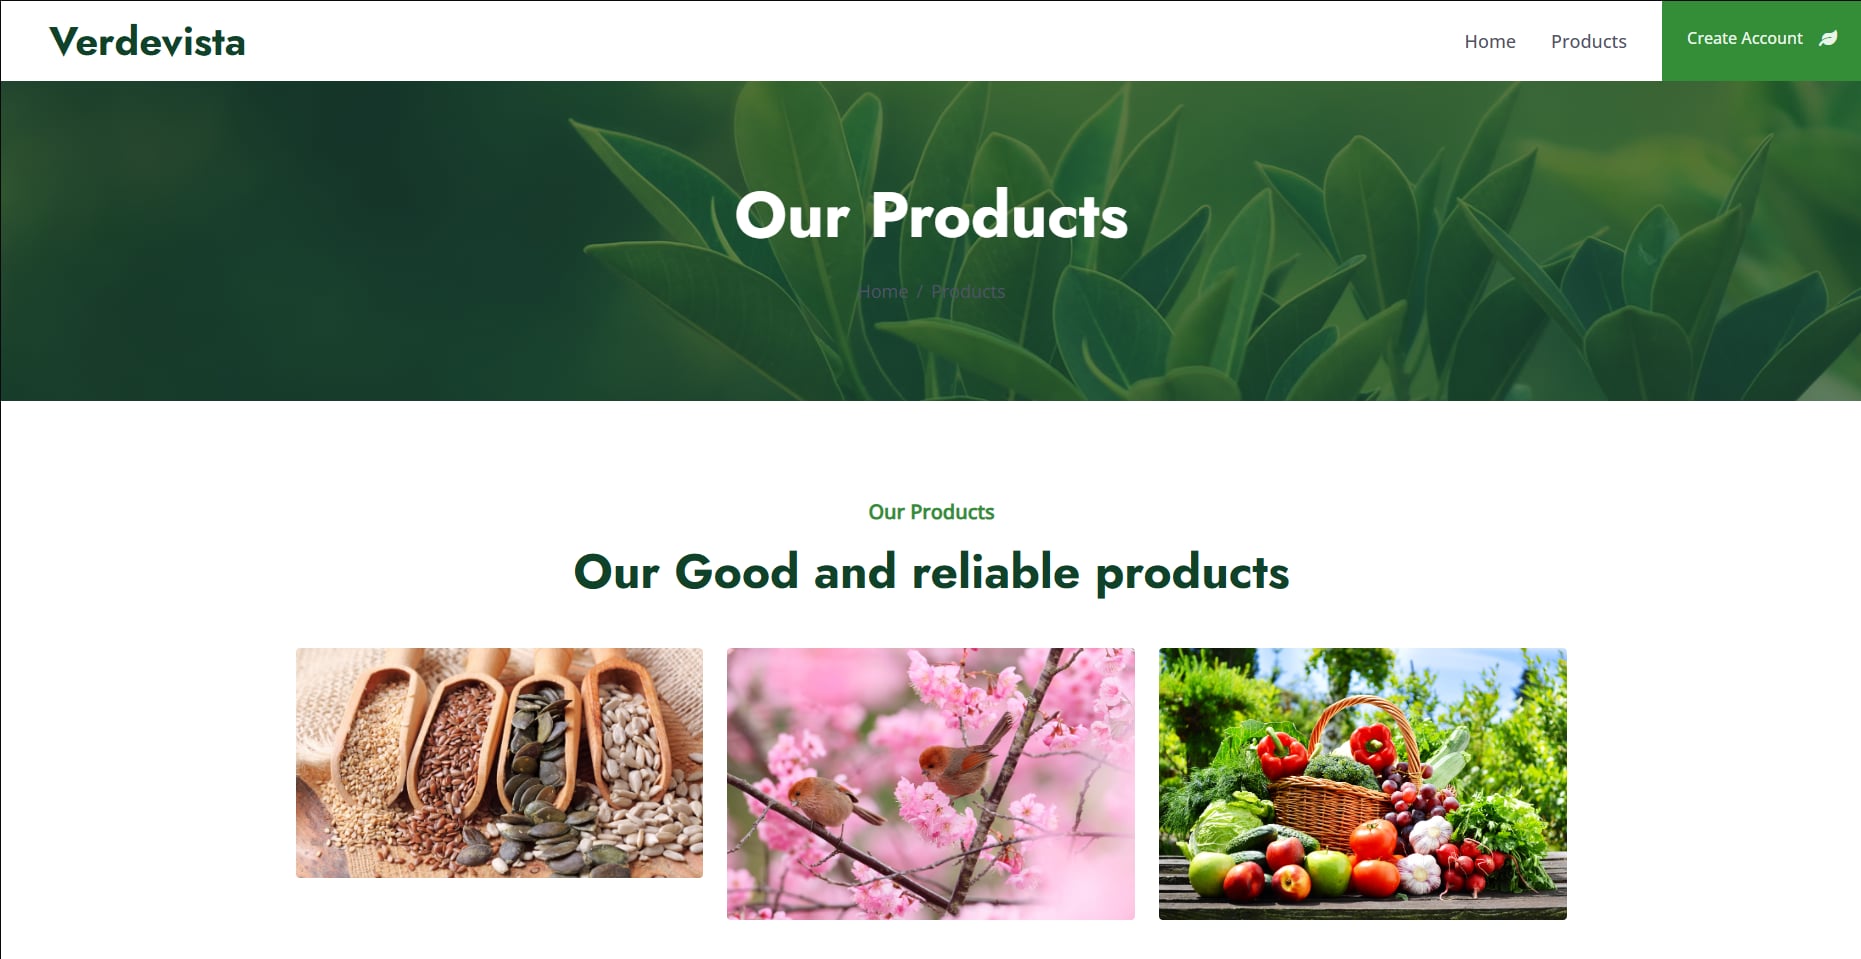 Verdevista
Home Products Create Account
Our Products
Home / Products
Our Products
Our Good and reliable products